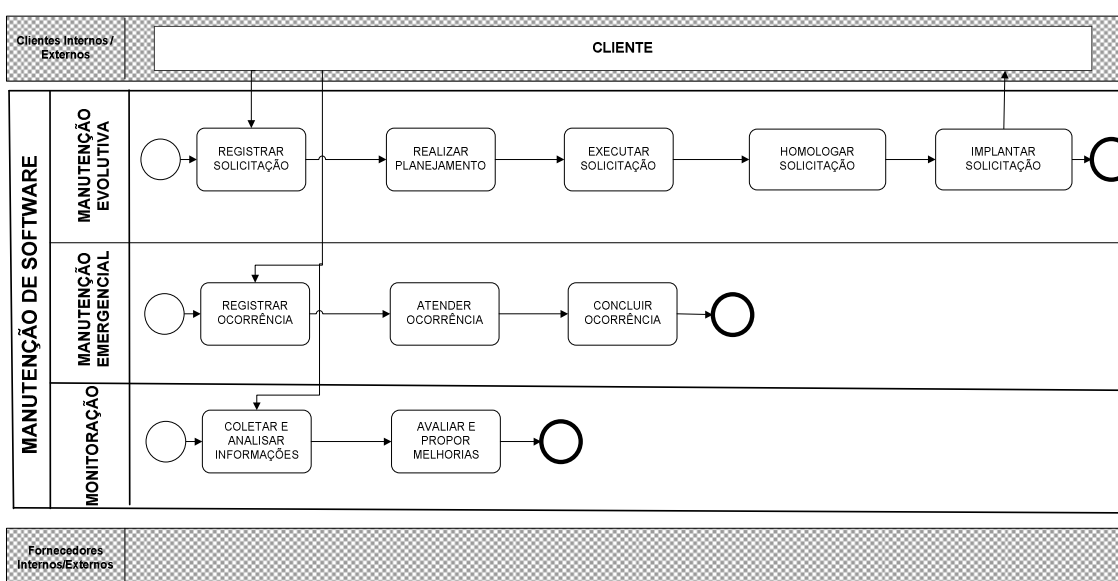 Clientes Internos /
Externos
CLIENTE
MANUTENÇÃO DE SOFTWARE
MANUTENÇÃO
EVOLUTIVA
REGISTRAR
SOLICITAÇÃO
REALIZAR
PLANEJAMENTO
EXECUTAR
SOLICITAÇÃO
HOMOLOGAR
SOLICITAÇÃO
IMPLANTAR
SOLICITAÇÃO
MANUTENÇÃO
EMERGENCIAL
REGISTRAR
OCORRÊNCIA
ATENDER
OCORRÊNCIA
CONCLUIR
OCORRÊNCIA
MONITORAÇÃO
COLETAR E
ANALISAR
INFORMAÇÕES
AVALIAR E
PROPOR
MELHORIAS
Fornecedores
Internos/Externos